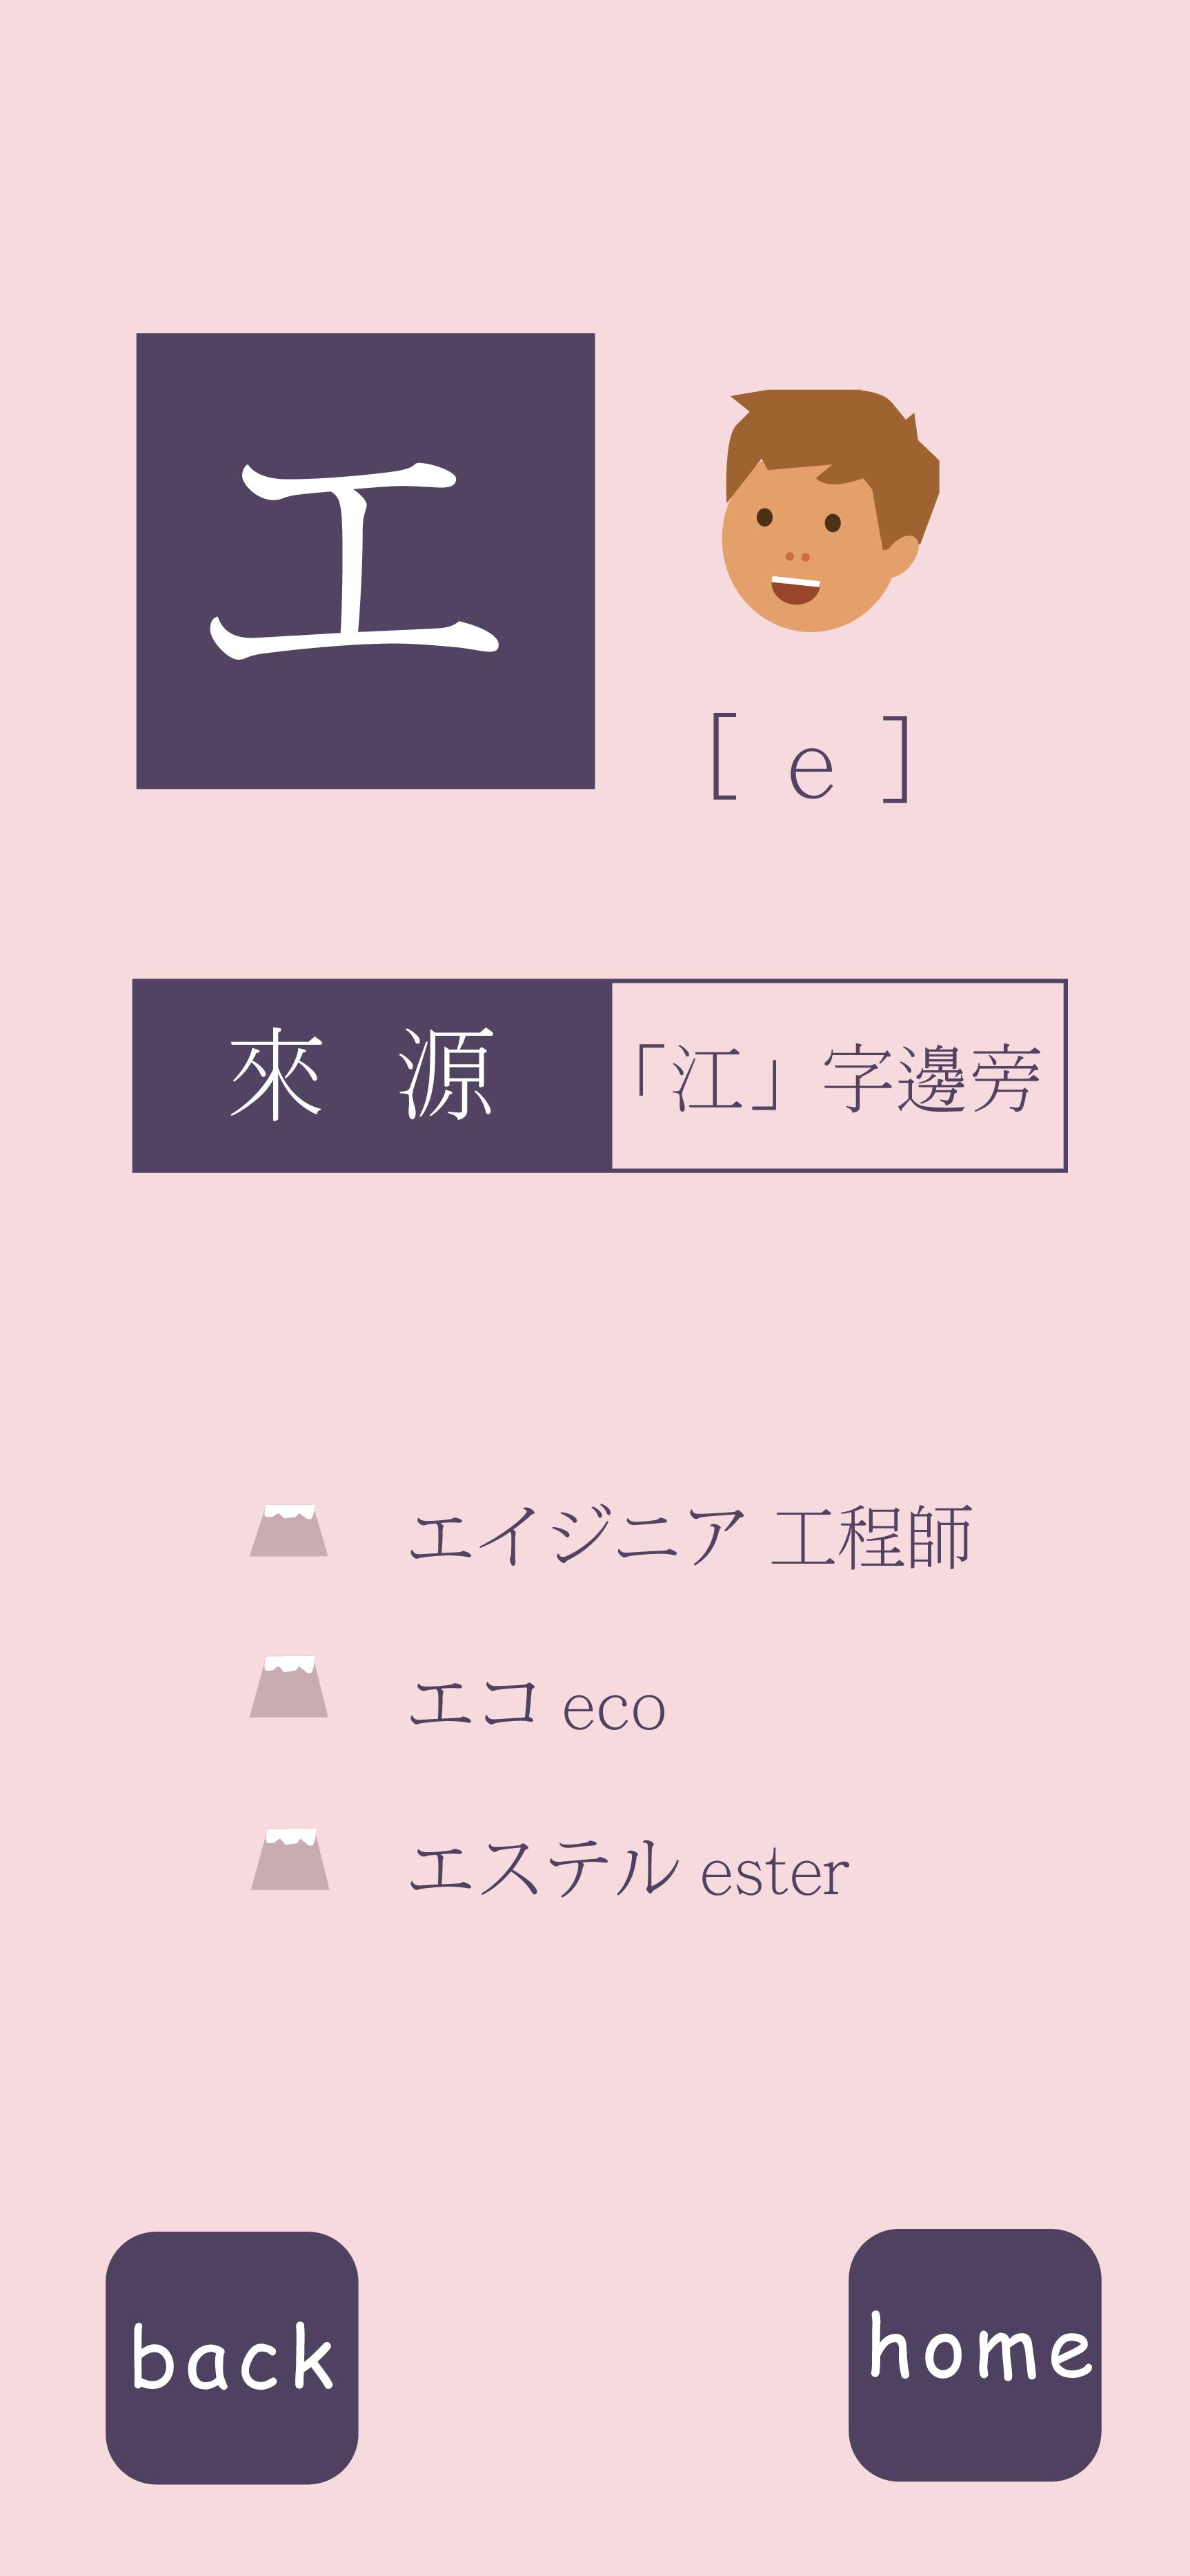 エ
[ e ]
來 源
「江」字邊旁
エイジニア 工程師
エコ eco
エステル ester
back
home